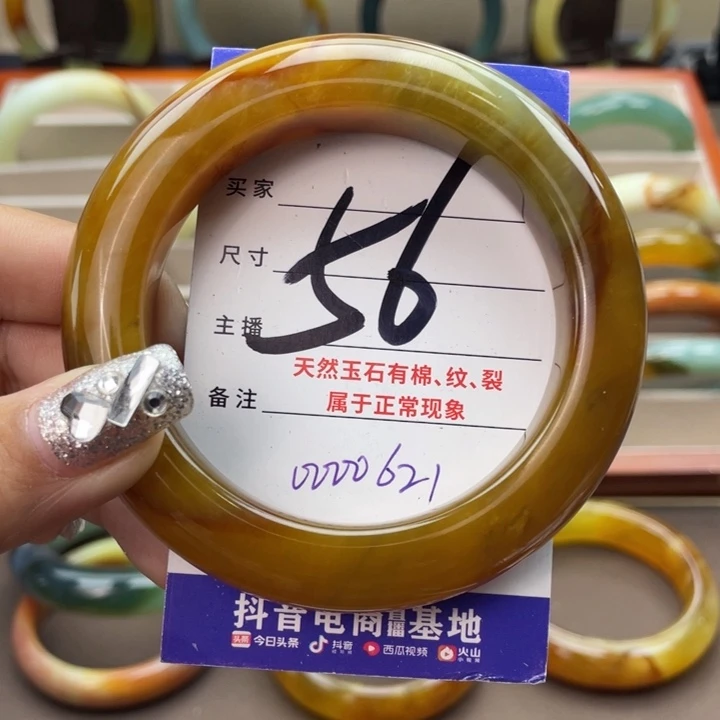 买家
尺寸
56
主播
天然玉石有棉、纹、裂
属于正常现象
备注
0000621
抖音电商直播基地
头条 今日头条 抖音 西瓜视频 火山